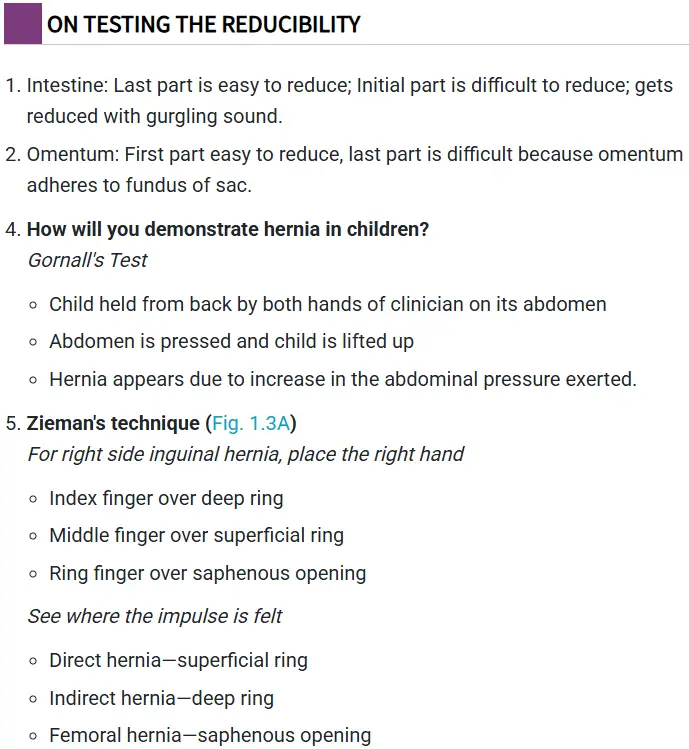 ON TESTING THE REDUCIBILITY
1. Intestine: Last part is easy to reduce; Initial part is difficult to reduce; gets
reduced with gurgling sound.
2. Omentum: First part easy to reduce, last part is difficult because omentum
adheres to fundus of sac.
4. How will you demonstrate hernia in children?
Gornall's Test
◦ Child held from back by both hands of clinician on its abdomen
◦ Abdomen is pressed and child is lifted up
◦ Hernia appears due to increase in the abdominal pressure exerted.
5. Zieman's technique (Fig. 1.3A)
For right side inguinal hernia, place the right hand
◦ Index finger over deep ring
◦ Middle finger over superficial ring
◦ Ring finger over saphenous opening
See where the impulse is felt
◦ Direct hernia—superficial ring
◦ Indirect hernia—deep ring
◦ Femoral hernia—saphenous opening